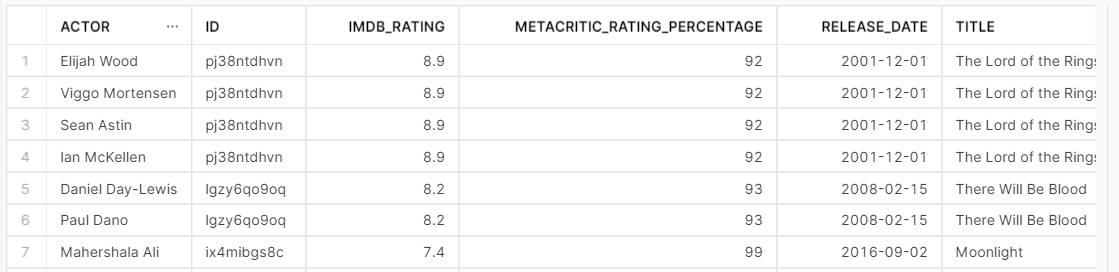 ACTOR ... ID IMDB_RATING METACRITIC_RATING_PERCENTAGE RELEASE_DATE TITLE
1 Elijah Wood pj38ntdhvn 8.9 92 2001-12-01 The Lord of the Rings
2 Viggo Mortensen pj38ntdhvn 8.9 92 2001-12-01 The Lord of the Rings
3 Sean Astin pj38ntdhvn 8.9 92 2001-12-01 The Lord of the Rings
4 Ian McKellen pj38ntdhvn 8.9 92 2001-12-01 The Lord of the Rings
5 Daniel Day-Lewis lgzy6qo9oq 8.2 93 2008-02-15 There Will Be Blood
6 Paul Dano lgzy6qo9oq 8.2 93 2008-02-15 There Will Be Blood
7 Mahershala Ali ix4mibgs8c 7.4 99 2016-09-02 Moonlight